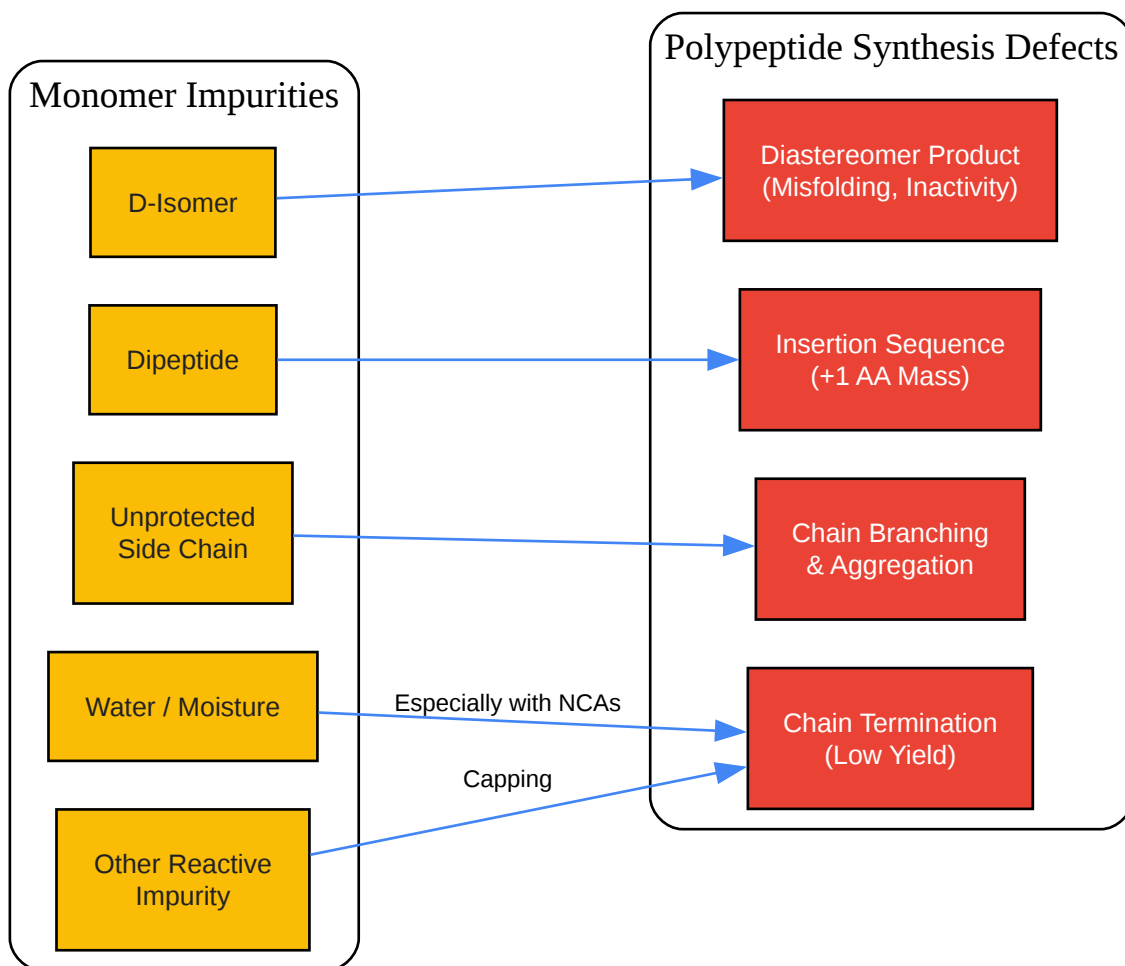 Monomer Impurities
D-Isomer
Dipeptide
Unprotected
Side Chain
Water / Moisture
Other Reactive
Impurity
Especially with NCAs
Capping
Polypeptide Synthesis Defects
Diastereomer Product
(Misfolding, Inactivity)
Insertion Sequence
(+1 AA Mass)
Chain Branching
& Aggregation
Chain Termination
(Low Yield)